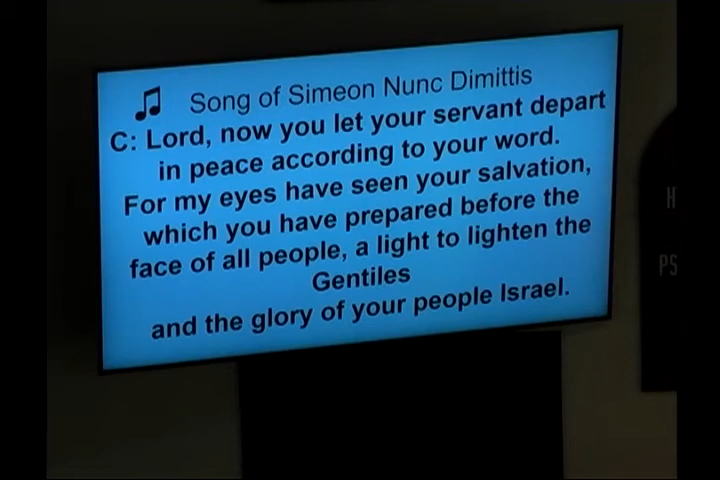 ♫ Song of Simeon Nunc Dimittis
C: Lord, now you let your servant depart
in peace according to your word.
For my eyes have seen your salvation,
which you have prepared before the
face of all people, a light to lighten the
Gentiles
and the glory of your people Israel.
H
PS